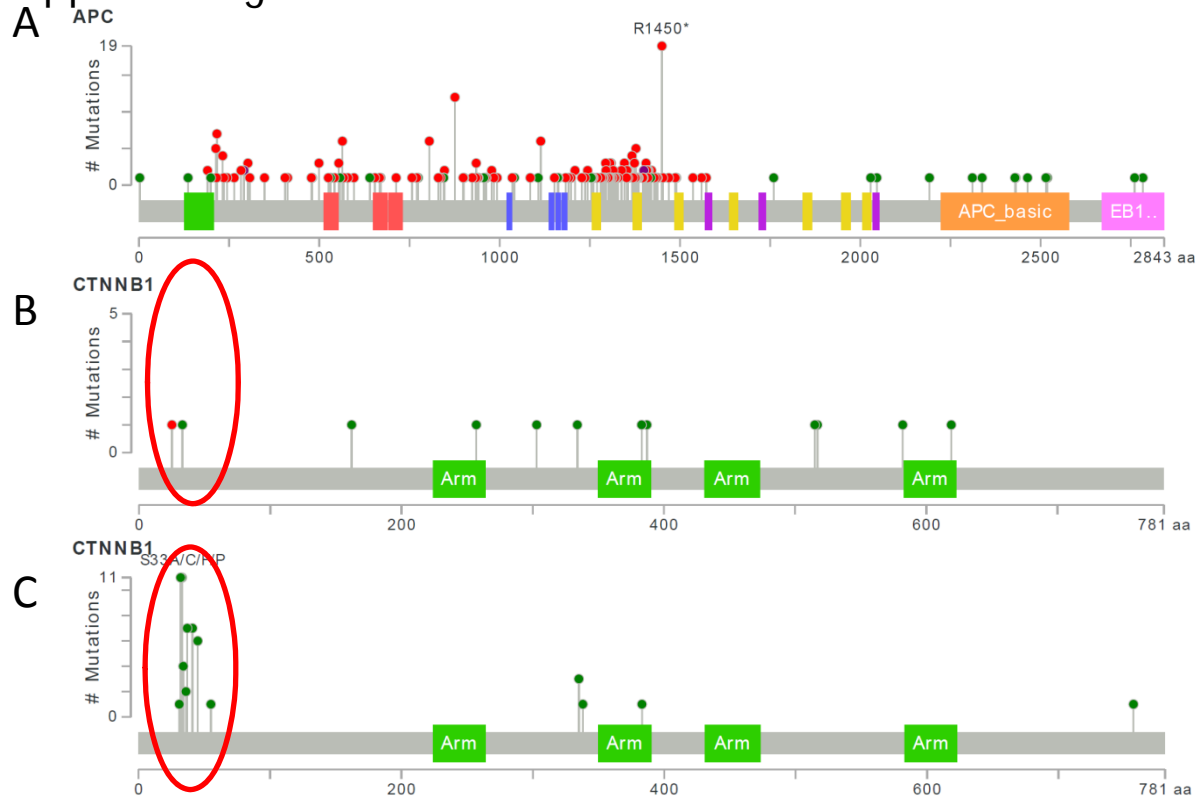 A
APC
R1450*
19
# Mutations
0
APC_basic
EB1..
0 500 1000 1500 2000 2500 2843 aa
B
CTNNB1
5
# Mutations
0
Arm Arm Arm Arm
0 200 400 600 781 aa
C
CTNNB1
S33A/C/F/P
11
# Mutations
0
Arm Arm Arm Arm
0 200 400 600 781 aa